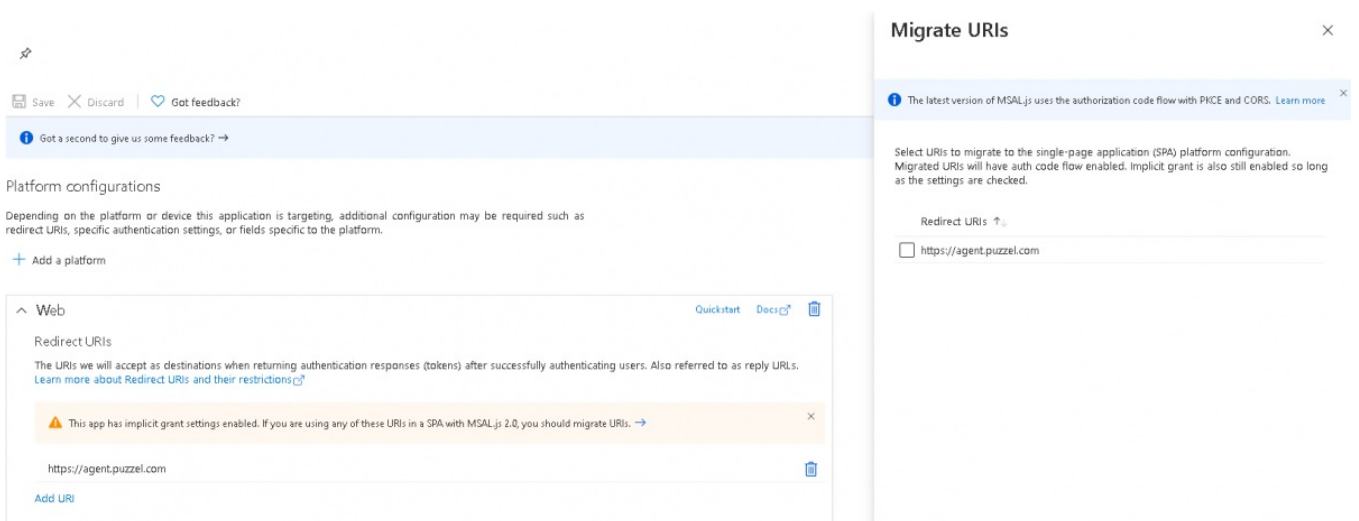 Save Discard Got feedback?
Got a second to give us some feedback? →
Platform configurations
Depending on the platform or device this application is targeting, additional configuration may be required such as
redirect URIs, specific authentication settings, or fields specific to the platform.
+ Add a platform
Web Quickstart Docs
Redirect URIs
The URIs we will accept as destinations when returning authentication responses (tokens) after successfully authenticating users. Also referred to as reply URLs.
Learn more about Redirect URIs and their restrictions
This app has implicit grant settings enabled. If you are using any of these URIs in a SPA with MSAL.js 2.0, you should migrate URIs. →
https://agent.puzzel.com
Add URI
Migrate URIs
The latest version of MSAL.js uses the authorization code flow with PKCE and CORS. Learn more
Select URIs to migrate to the single-page application (SPA) platform configuration.
Migrated URIs will have auth code flow enabled. Implicit grant is also still enabled so long
as the settings are checked.
Redirect URIs ↑↓
https://agent.puzzel.com